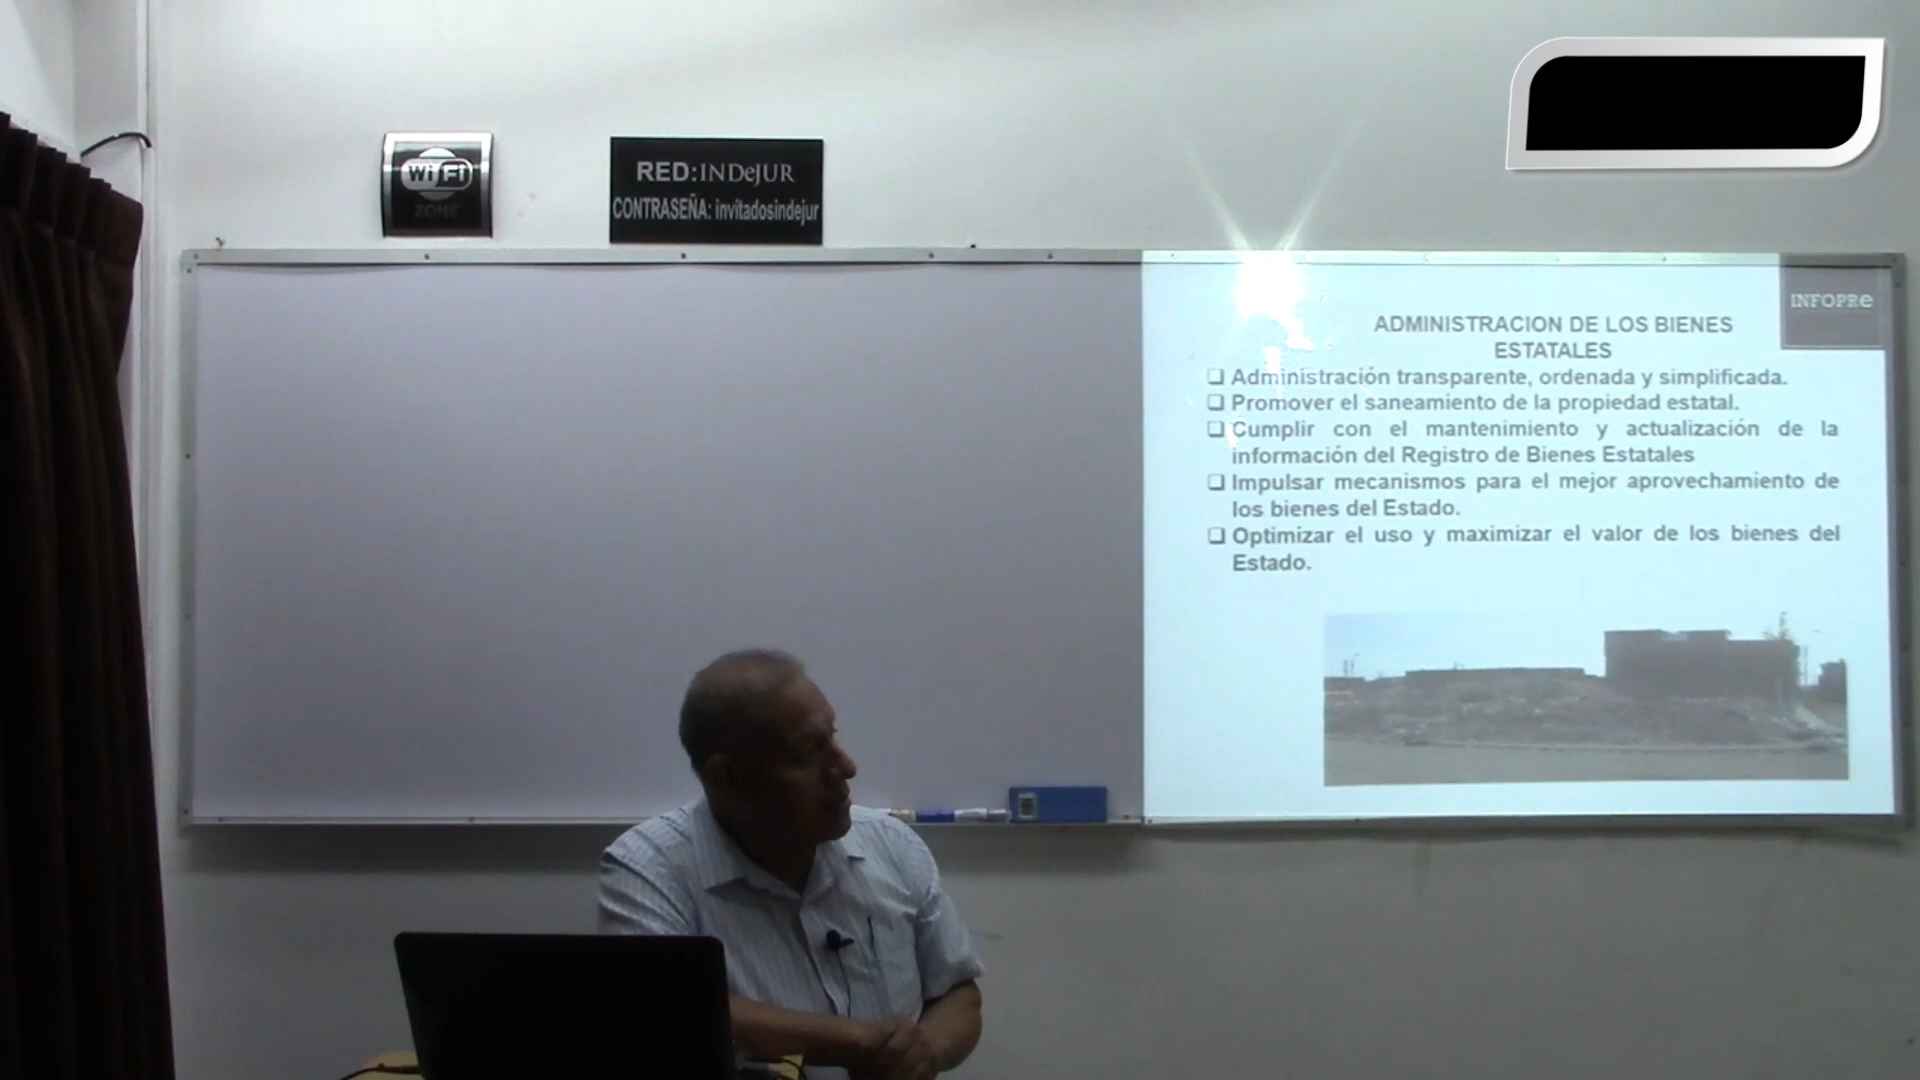 WiFi
ZONE
RED:INDeJUR
CONTRASEÑA: invitadosindejur
INFOPRe
ADMINISTRACION DE LOS BIENES
ESTATALES
❑ Administración transparente, ordenada y simplificada.
❑ Promover el saneamiento de la propiedad estatal.
❑ Cumplir con el mantenimiento y actualización de la
información del Registro de Bienes Estatales
❑ Impulsar mecanismos para el mejor aprovechamiento de
los bienes del Estado.
❑ Optimizar el uso y maximizar el valor de los bienes del
Estado.